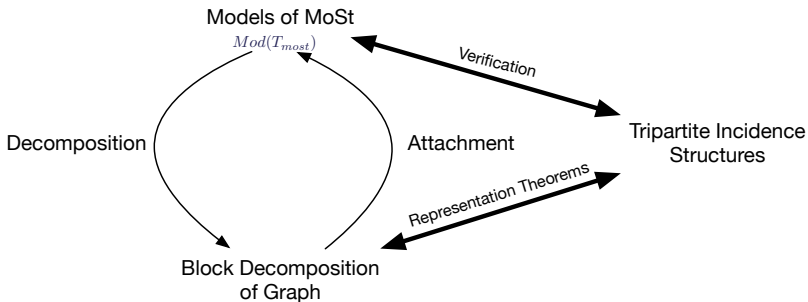 Models of MoSt
Mod(T_most)
Verification
Decomposition
Attachment
Tripartite Incidence
Structures
Representation Theorems
Block Decomposition
of Graph